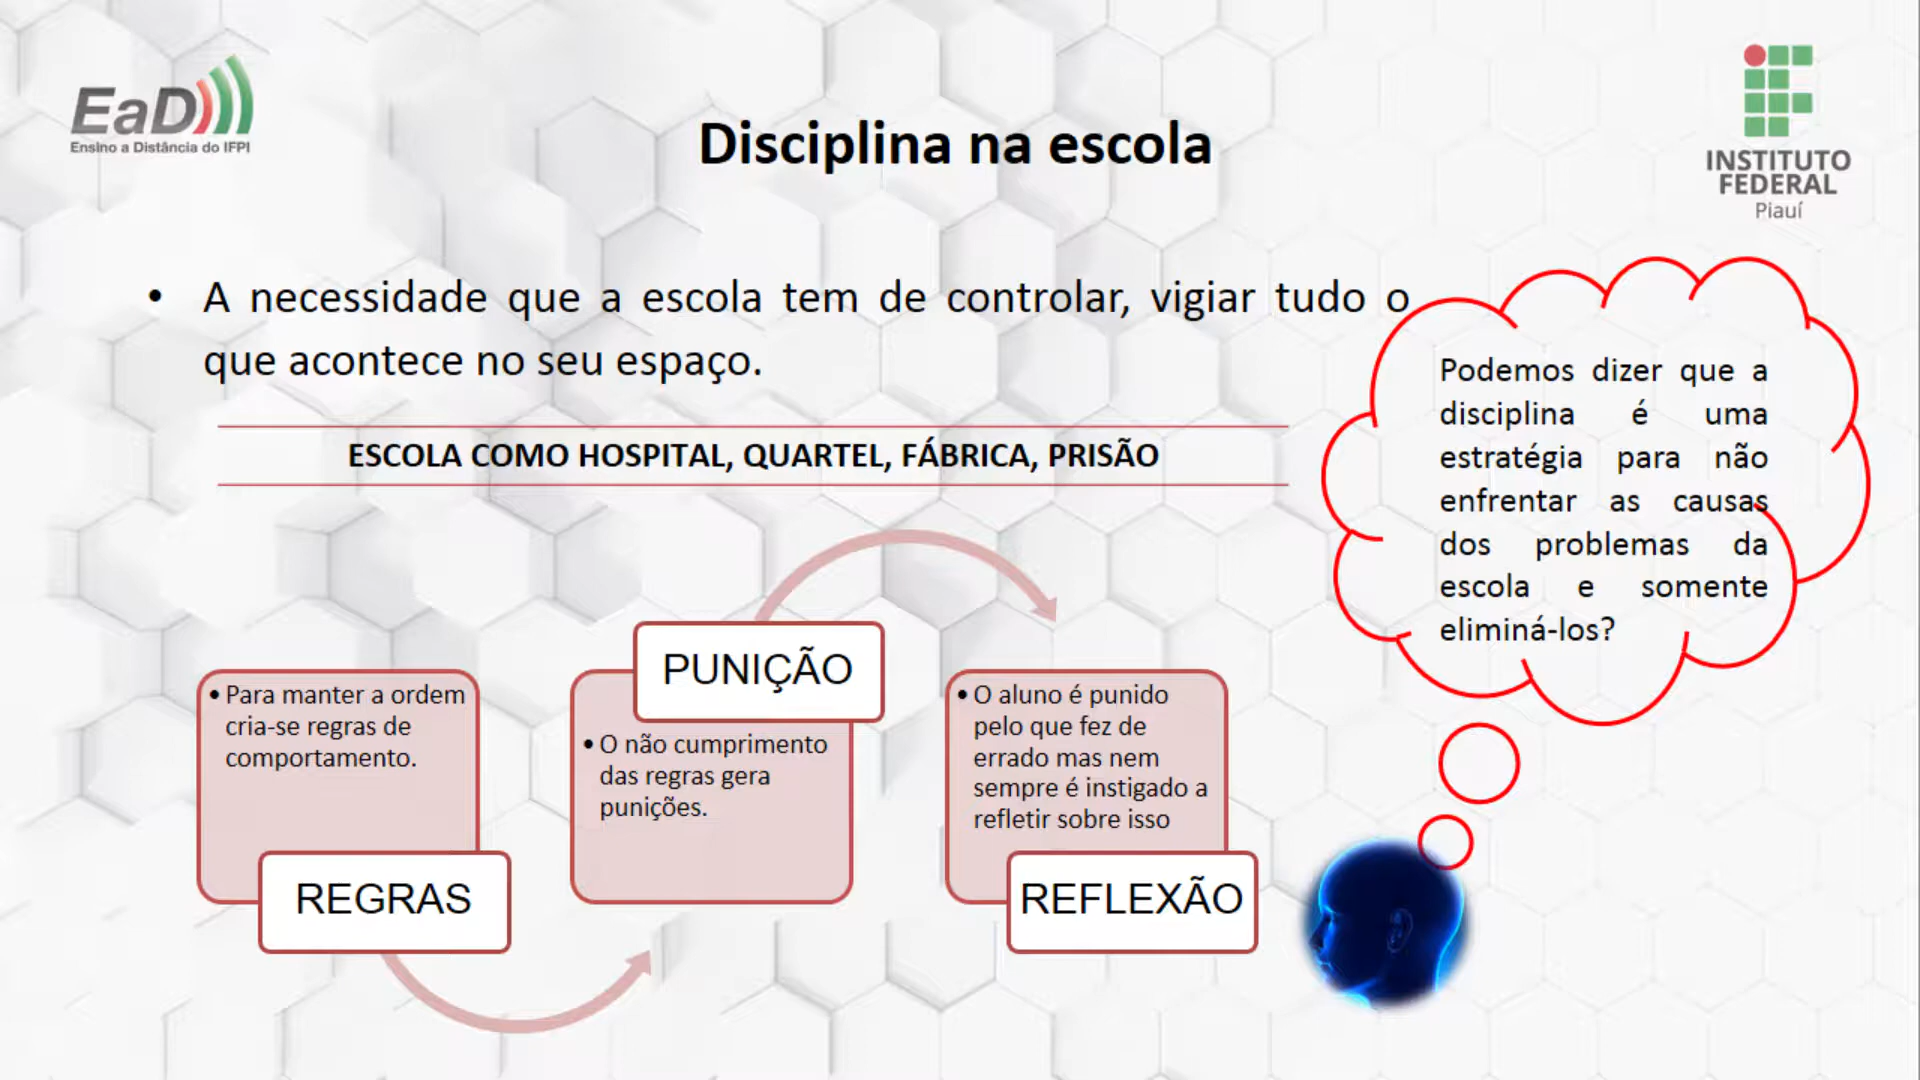 EaD
Ensino a Distância do IFPI
Disciplina na escola
INSTITUTO
FEDERAL
Piauí
• A necessidade que a escola tem de controlar, vigiar tudo o
que acontece no seu espaço.
ESCOLA COMO HOSPITAL, QUARTEL, FÁBRICA, PRISÃO
Podemos dizer que a
disciplina é uma
estratégia para não
enfrentar as causas
dos problemas da
escola e somente
eliminá-los?
• Para manter a ordem
cria-se regras de
comportamento.
REGRAS
PUNIÇÃO
• O não cumprimento
das regras gera
punições.
• O aluno é punido
pelo que fez de
errado mas nem
sempre é instigado a
refletir sobre isso
REFLEXÃO